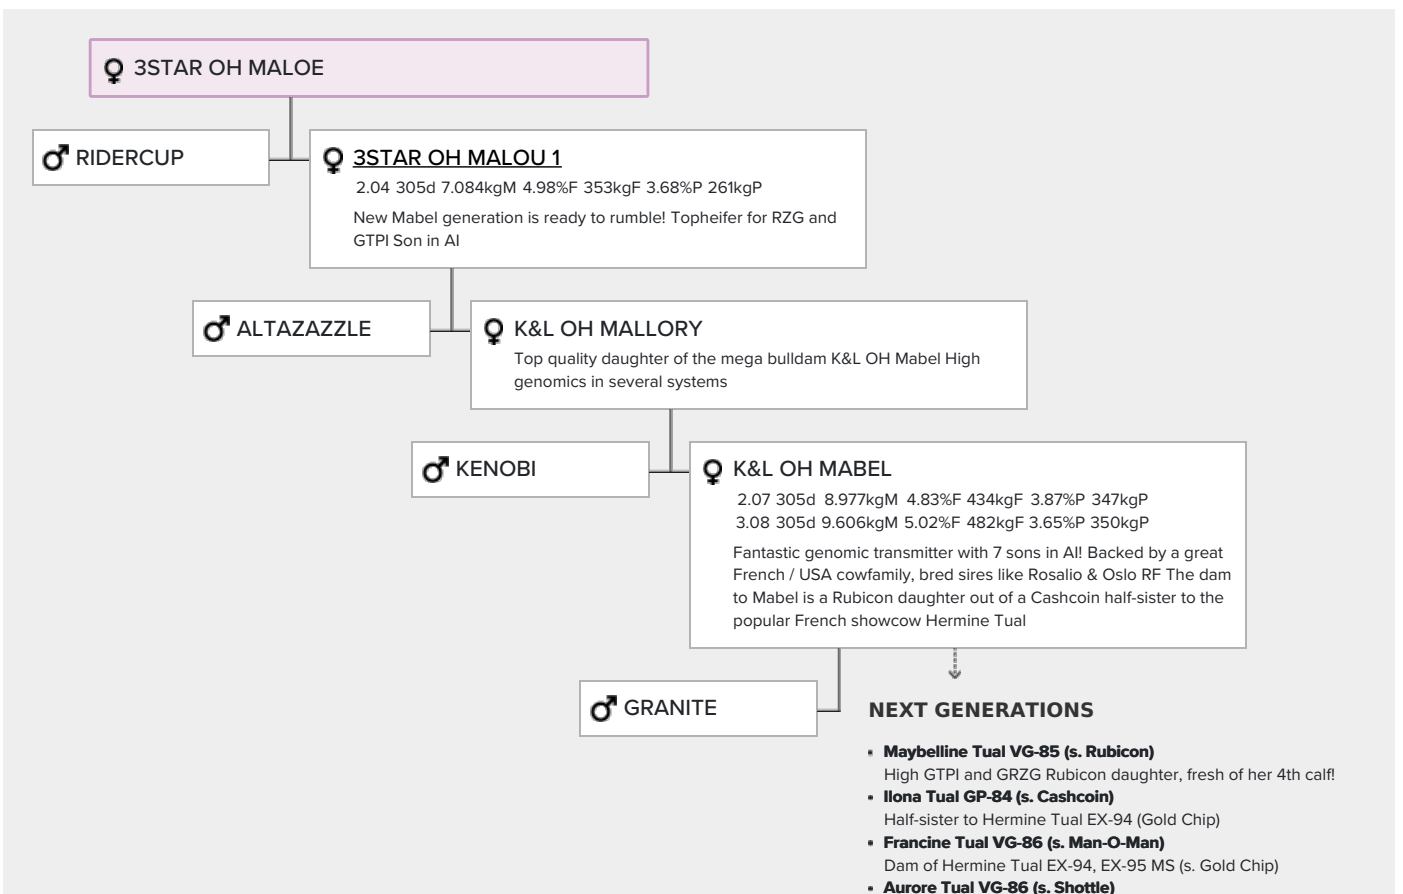 3STAR OH MALOE
RIDERCUP
3STAR OH MALOU 1
2.04 305d 7.084kgM 4.98%F 353kgF 3.68%P 261kgP
New Mabel generation is ready to rumble! Topheifer for RZG and
GTPI Son in AI
ALTAZAZZLE
K&L OH MALLORY
Top quality daughter of the mega bulldam K&L OH Mabel High
genomics in several systems
KENOBI
K&L OH MABEL
2.07 305d 8.977kgM 4.83%F 434kgF 3.87%P 347kgP
3.08 305d 9.606kgM 5.02%F 482kgF 3.65%P 350kgP
Fantastic genomic transmitter with 7 sons in AI! Backed by a great
French / USA cowfamily, bred sires like Rosalio & Oslo RF The dam
to Mabel is a Rubicon daughter out of a Cashcoin half-sister to the
popular French showcow Hermine Tual
GRANITE
NEXT GENERATIONS
• Maybelline Tual VG-85 (s. Rubicon)
High GTPI and GRZG Rubicon daughter, fresh of her 4th calf!
• Ilona Tual GP-84 (s. Cashcoin)
Half-sister to Hermine Tual EX-94 (Gold Chip)
• Francine Tual VG-86 (s. Man-O-Man)
Dam of Hermine Tual EX-94, EX-95 MS (s. Gold Chip)
• Aurore Tual VG-86 (s. Shottle)